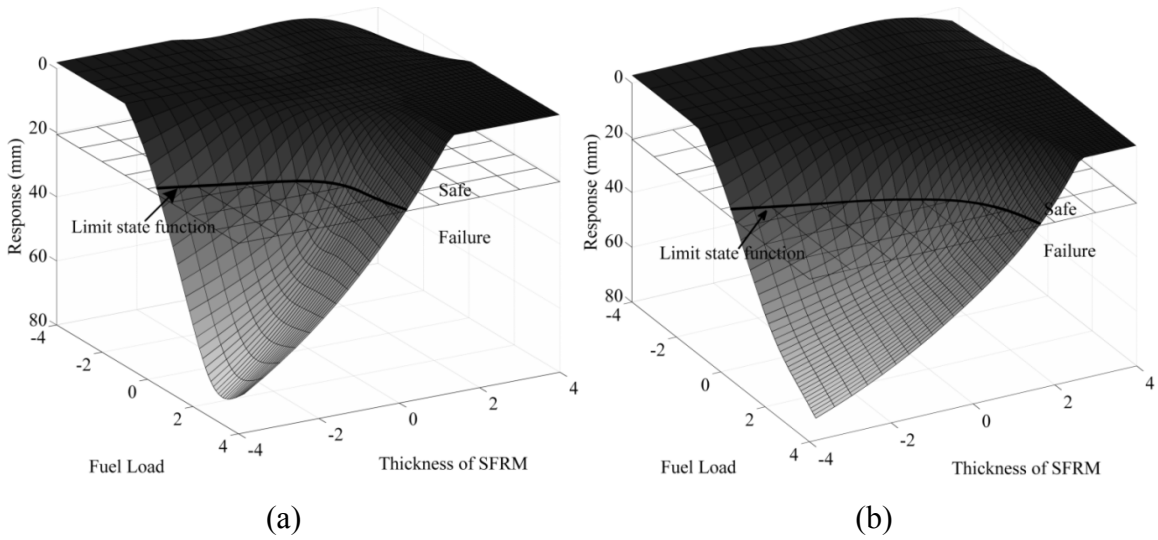 0
20
40
60
80
Response (mm)
-4
-2
0
2
4
Fuel Load
-4
-2
0
2
4
Thickness of SFRM
Limit state function
Safe
Failure
(a)
0
20
40
60
80
Response (mm)
-4
-2
0
2
4
Fuel Load
-4
-2
0
2
4
Thickness of SFRM
Limit state function
Safe
Failure
(b)